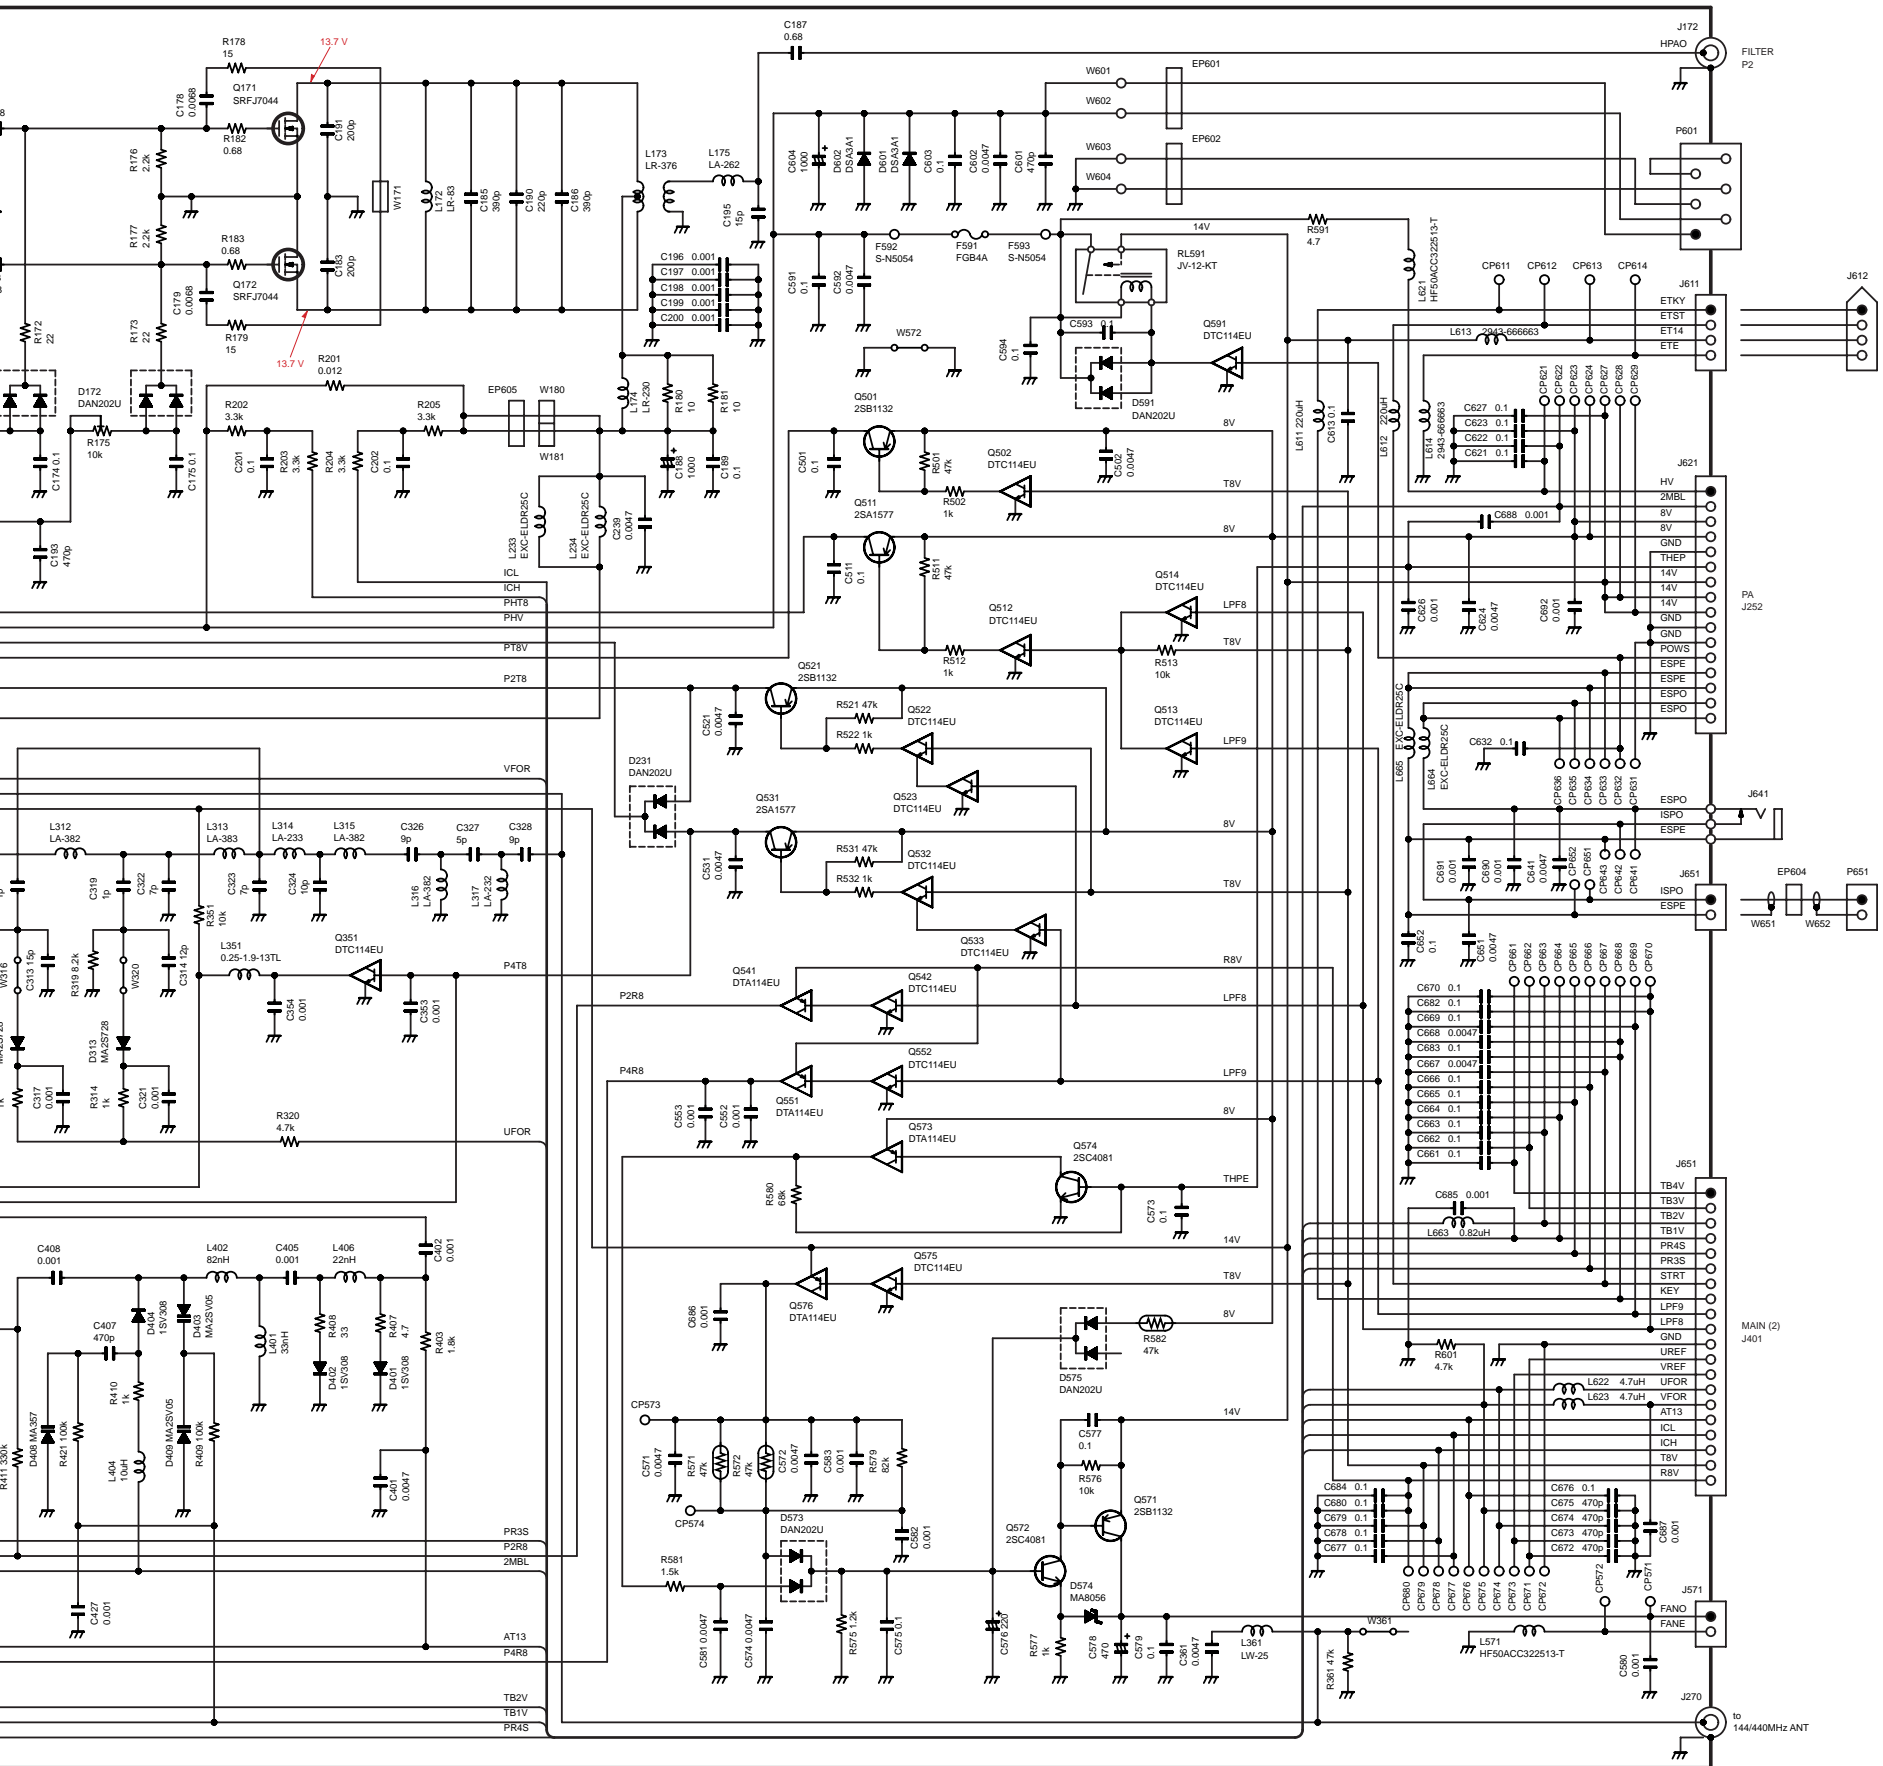 R178
15
13.7 V
C187
0.68
J172
HPAO
FILTER
P2
Q171
SRFJ7044
C178
0.0068
8
R182
0.68
C191
200p
R176
2.2k
R177
2.2k
R183
0.68
Q172
SRFJ7044
C183
200p
C179
0.0068
R179
15
13.7 V
W171
L172
LR-83
C185
390p
C190
220p
C186
390p
L173
LR-376
L175
LA-262
C195
15p
C196 0.001
C197 0.001
C198 0.001
C199 0.001
C200 0.001
W601
W602
EP601
W603
W604
EP602
P601
C604
1000
D602
DSA3A1
D601
DSA3A1
C603
0.1
C602
0.0047
C601
470p
F592
S-N5054
F591
FGB4A
F593
S-N5054
14V
R591
4.7
RL591
JV-12-KT
C591
0.1
C592
0.0047
W572
C593 0.1
C594
0.1
Q591
DTC114EU
D591
DAN202U
L621
HF50ACC322513-T
CP611
CP612
CP613
CP614
J611
J612
ETKY
ETST
ET14
ETE
L613 2943-666663
L611 220uH
C613 0.1
L612 220uH
L614
2943-666663
CP621
CP622
CP623
CP624
CP627
CP628
CP629
C627 0.1
C623 0.1
C622 0.1
C621 0.1
R172
22
R173
22
D172
DAN202U
R175
10k
C174 0.1
C175 0.1
C193
470p
R201
0.012
R202
3.3k
R205
3.3k
C201
0.1
R203
3.3k
R204
3.3k
C202
0.1
EP605
W180
W181
L174
LR-230
R180
10
R181
10
C188
1000
C189
0.1
L233
EXC-ELDR25C
L234
EXC-ELDR25C
C239
0.0047
Q501
2SB1132
C501
0.1
R501
47k
Q502
DTC114EU
C502
0.0047
8V
R502
1k
T8V
Q511
2SA1577
C511
0.1
R511
47k
8V
Q512
DTC114EU
R512
1k
Q514
DTC114EU
LPF8
T8V
R513
10k
Q513
DTC114EU
LPF9
ICL
ICH
PHT8
PHV
PT8V
P2T8
J621
HV
2MBL
8V
8V
GND
THEP
14V
14V
14V
GND
GND
POWS
ESPE
ESPE
ESPO
ESPO
PA
J252
C688 0.001
C626
0.001
C624
0.0047
C692
0.001
L665 EXC-ELDR25C
L664
EXC-ELDR25C
C632 0.1
CP636
CP635
CP634
CP633
CP632
CP631
J641
ESPO
ISPO
ESPE
C691
0.001
C690
0.001
C641
0.0047
CP652
CP651
CP643
CP642
CP641
J651
ISPO
ESPE
EP604
P651
W651
W652
C652
0.1
C651
0.0047
Q521
2SB1132
C521
0.0047
R521 47k
R522 1k
Q522
DTC114EU
Q523
DTC114EU
D231
DAN202U
Q531
2SA1577
C531
0.0047
R531 47k
R532 1k
Q532
DTC114EU
8V
T8V
Q533
DTC114EU
VFOR
L312
LA-382
L313
LA-383
L314
LA-233
L315
LA-382
C326
9p
C327
5p
C328
9p
C319
1p
C322
7p
C323
7p
C324
10p
L316
LA-382
L317
LA-232
R351
10k
W316
C313 15p
R319 8.2k
W320
C314 12p
L351
0.25-1.9-13TL
Q351
DTC114EU
C354
0.001
C353
0.001
P4T8
D313
MA2S728
C317
0.001
R314
1k
C321
0.001
R320
4.7k
UFOR
Q541
DTA114EU
P2R8
Q542
DTC114EU
R8V
LPF8
Q552
DTC114EU
LPF9
P4R8
C553
0.001
C552
0.001
Q551
DTA114EU
8V
Q573
DTA114EU
Q574
2SC4081
R580
68k
THPE
C573
0.1
14V
T8V
8V
Q575
DTC114EU
Q576
DTA114EU
C686
0.001
D575
DAN202U
R582
47k
CP661
CP662
CP663
CP664
CP665
CP666
CP667
CP668
CP669
CP670
C670 0.1
C682 0.1
C669 0.1
C668 0.0047
C683 0.1
C667 0.0047
C666 0.1
C665 0.1
C664 0.1
C663 0.1
C662 0.1
C661 0.1
C685 0.001
L663 0.82uH
J651
TB4V
TB3V
TB2V
TB1V
PR4S
PR3S
STRT
KEY
LPF9
LPF8
GND
UREF
VREF
UFOR
VFOR
AT13
ICL
ICH
T8V
R8V
MAIN (2)
J401
R601
4.7k
L622 4.7uH
L623 4.7uH
C408
0.001
L402
82nH
C405
0.001
L406
22nH
C402
0.001
D404
1SV308
D403
MA2SV05
C407
470p
L401
33nH
R408
33
R407
4.7
R403
1.8k
D402
1SV308
D401
1SV308
R410
1k
R411 330k
D408 MA357
R421 100k
L404
10uH
D409 MA2SV05
R409 100k
C401
0.0047
PR3S
P2R8
2MBL
C427
0.001
AT13
P4R8
TB2V
TB1V
PR4S
CP573
C571
0.0047
R571
47k
R572
47k
C572
0.0047
C583
0.001
R579
82k
CP574
D573
DAN202U
C582
0.001
R581
1.5k
C581 0.0047
C574 0.0047
R575 1.2k
C575 0.1
C576 220
14V
C577
0.1
R576
10k
Q571
2SB1132
Q572
2SC4081
D574
MA8056
R577
1k
C578
470
C579
0.1
C361
0.0047
L361
LW-25
R361 47k
W361
C684 0.1
C680 0.1
C679 0.1
C678 0.1
C677 0.1
C676 0.1
C675 470p
C674 470p
C673 470p
C672 470p
C687
0.001
CP680
CP679
CP678
CP677
CP676
CP675
CP674
CP673
CP671
CP672
CP572
CP571
J571
FANO
FANE
L571
HF50ACC322513-T
C580
0.001
J270
to
144/440MHz ANT